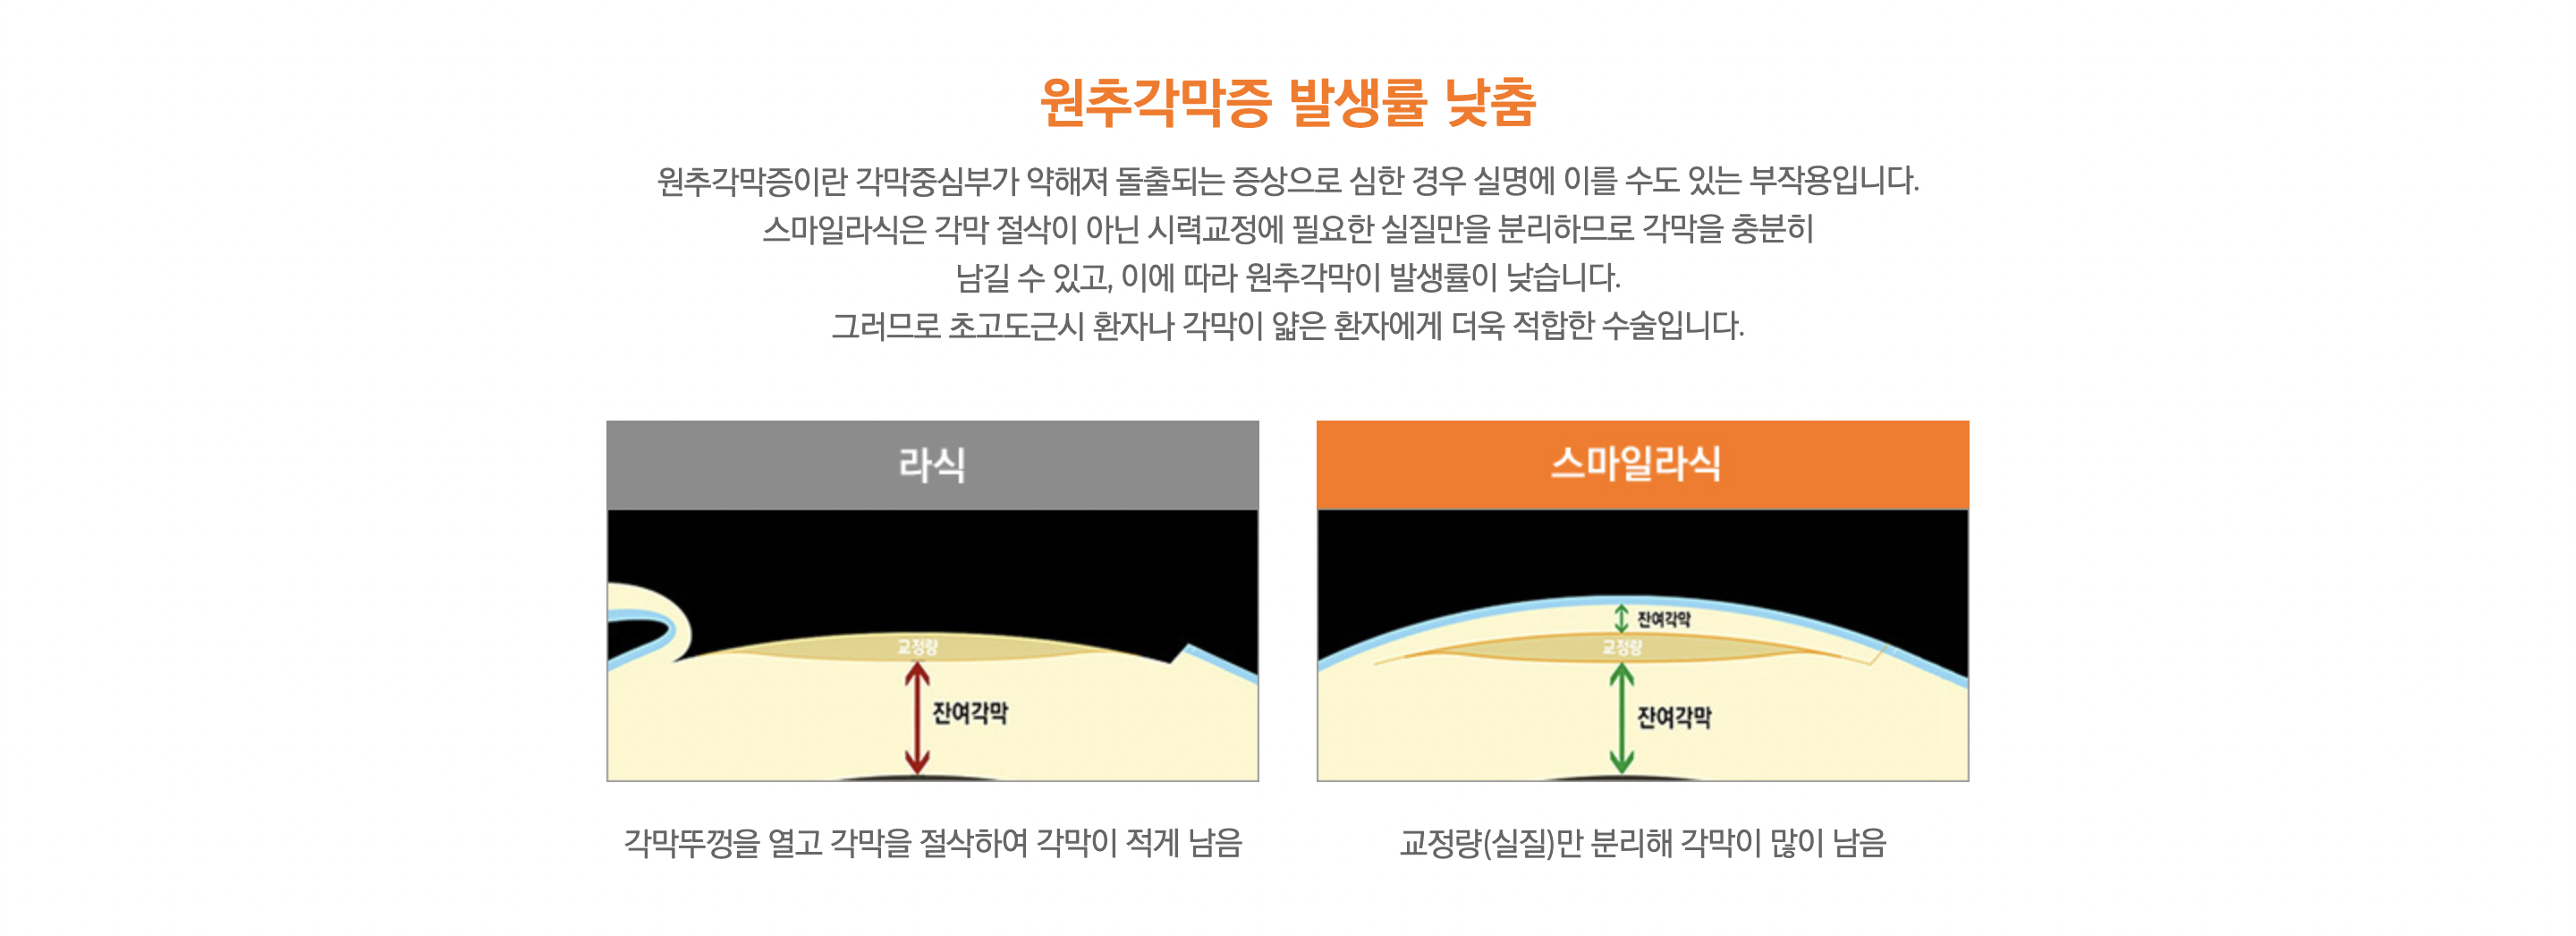 원추각막증 발생률 낮춤
원추각막증이란 각막중심부가 약해져 돌출되는 증상으로 심한 경우 실명에 이를 수도 있는 부작용입니다.
스마일라식은 각막 절삭이 아닌 시력교정에 필요한 실질만을 분리하므로 각막을 충분히
남길 수 있고, 이에 따라 원추각막이 발생률이 낮습니다.
그러므로 초고도근시 환자나 각막이 얇은 환자에게 더욱 적합한 수술입니다.
라식
교정량
잔여각막
각막뚜껑을 열고 각막을 절삭하여 각막이 적게 남음
스마일라식
잔여각막
교정량
잔여각막
교정량(실질)만 분리해 각막이 많이 남음